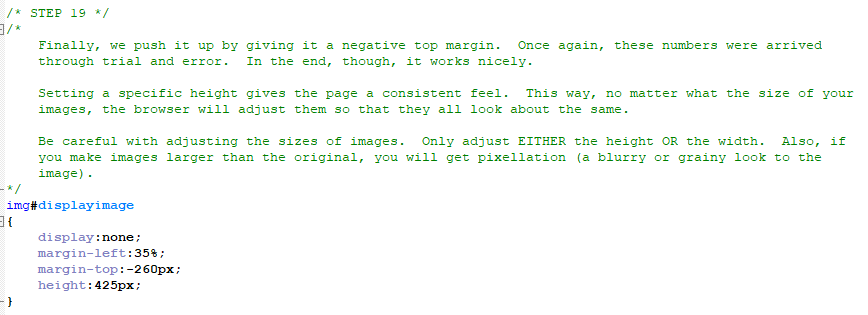 /* STEP 19 */
/*
Finally, we push it up by giving it a negative top margin.  Once again, these numbers were arrived
through trial and error.  In the end, though, it works nicely.
Setting a specific height gives the page a consistent feel.  This way, no matter what the size of your
images, the browser will adjust them so that they all look about the same.
Be careful with adjusting the sizes of images.  Only adjust EITHER the height OR the width.  Also, if
you make images larger than the original, you will get pixellation (a blurry or grainy look to the
image).
*/
img#displayimage
{
display:none;
margin-left:35%;
margin-top:-260px;
height:425px;
}